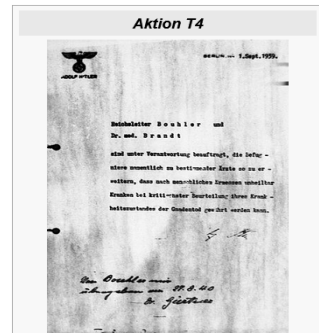 Aktion T4
ADOLF HITLER
BERLIN 1.Sept.1939.
Reichsleiter Bouhler und
Dr. med. Brandt
sind unter Verantwortung beauftragt, die Befug -
nisse namentlich zu bestimmender Ärzte so zu er -
weitern, dass nach menschlichem Ermessen unheilbar
Kranken bei kritischster Beurteilung ihres Krank -
heitszustandes der Gnadentod gewährt werden kann.
Von Bouhler mir
übergeben am 27.8.40
Dr. Gürtner